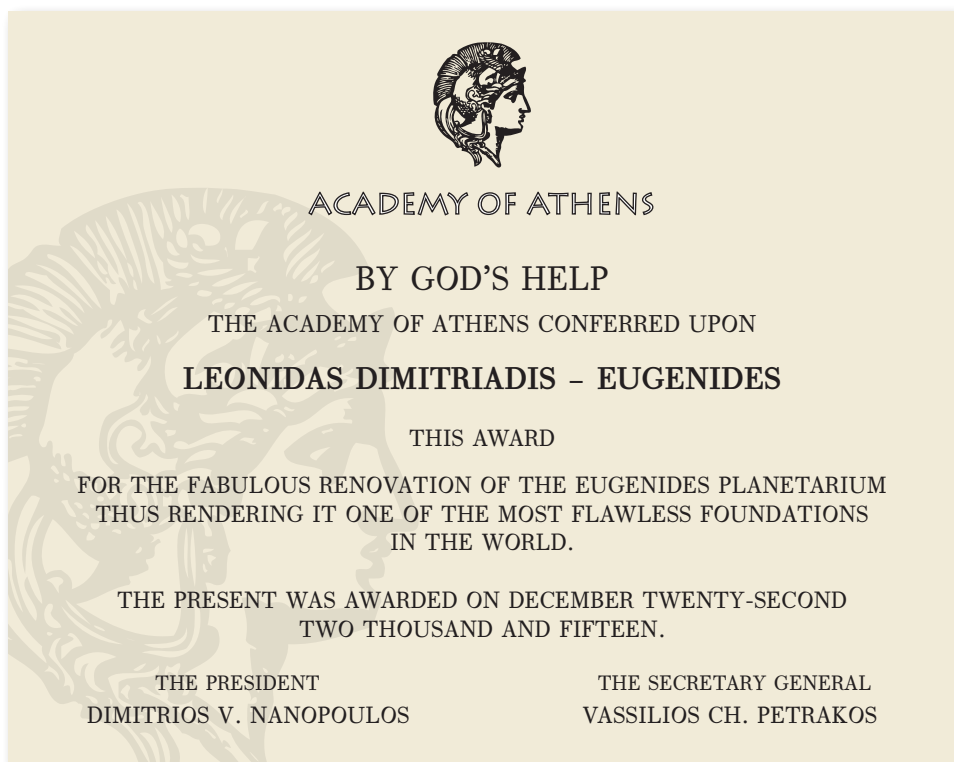 ACADEMY OF ATHENS
BY GOD’S HELP
THE ACADEMY OF ATHENS CONFERRED UPON
LEONIDAS DIMITRIADIS – EUGENIDES
THIS AWARD
FOR THE FABULOUS RENOVATION OF THE EUGENIDES PLANETARIUM
THUS RENDERING IT ONE OF THE MOST FLAWLESS FOUNDATIONS
IN THE WORLD.
THE PRESENT WAS AWARDED ON DECEMBER TWENTY-SECOND
TWO THOUSAND AND FIFTEEN.
THE PRESIDENT
DIMITRIOS V. NANOPOULOS
THE SECRETARY GENERAL
VASSILIOS CH. PETRAKOS